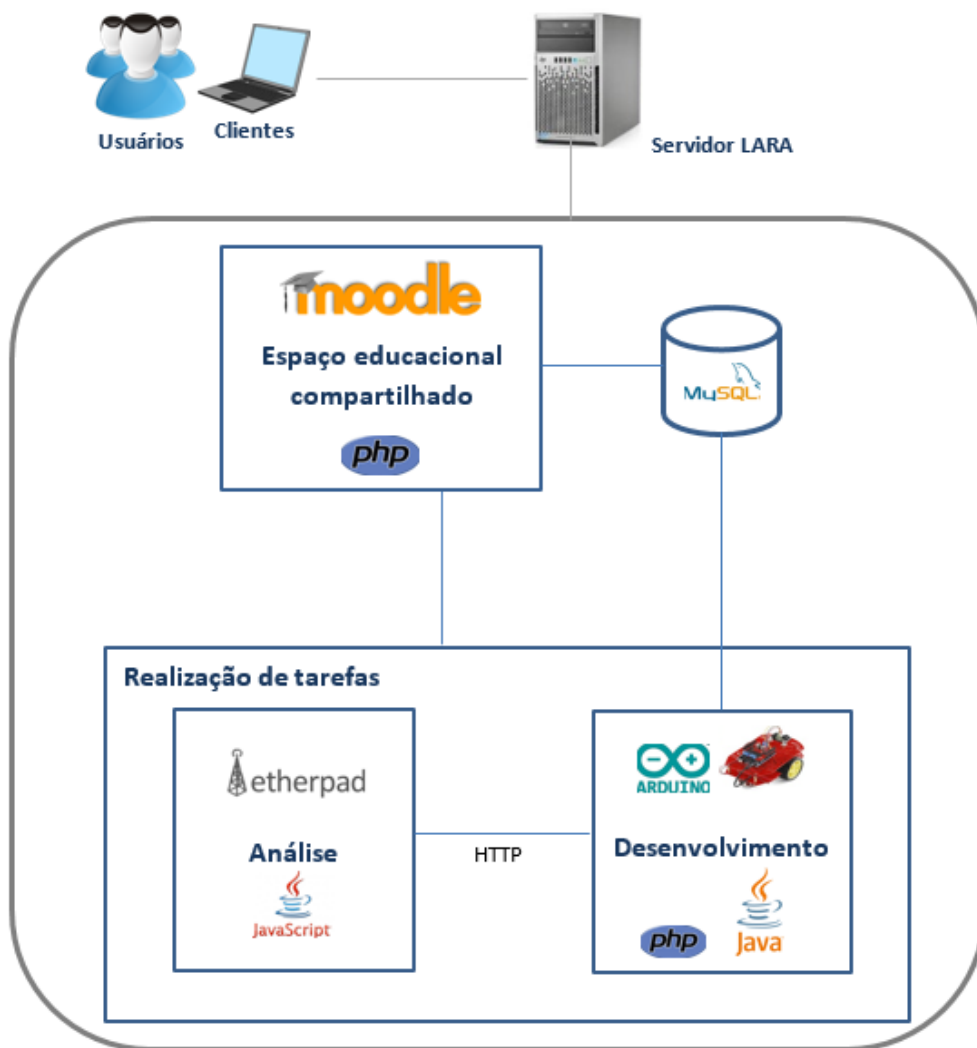 Usuários
Clientes
Servidor LARA
moodle
Espaço educacional
compartilhado
php
MySQL
Realização de tarefas
etherpad
Análise
JavaScript
HTTP
ARDUINO
Desenvolvimento
php
Java